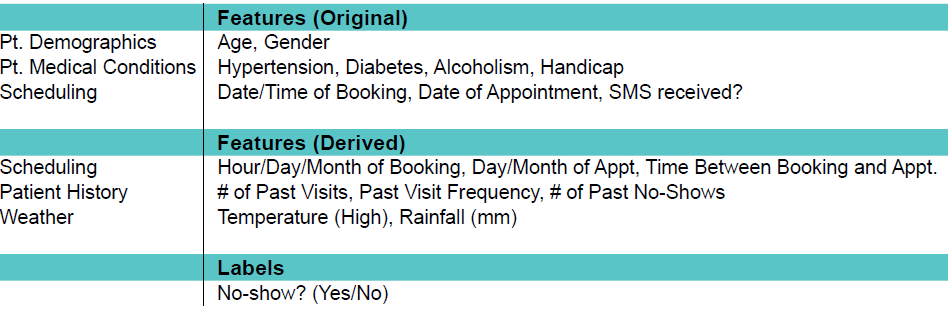 Features (Original)
Pt. Demographics Age, Gender
Pt. Medical Conditions Hypertension, Diabetes, Alcoholism, Handicap
Scheduling Date/Time of Booking, Date of Appointment, SMS received?
Features (Derived)
Scheduling Hour/Day/Month of Booking, Day/Month of Appt, Time Between Booking and Appt.
Patient History # of Past Visits, Past Visit Frequency, # of Past No-Shows
Weather Temperature (High), Rainfall (mm)
Labels
No-show? (Yes/No)